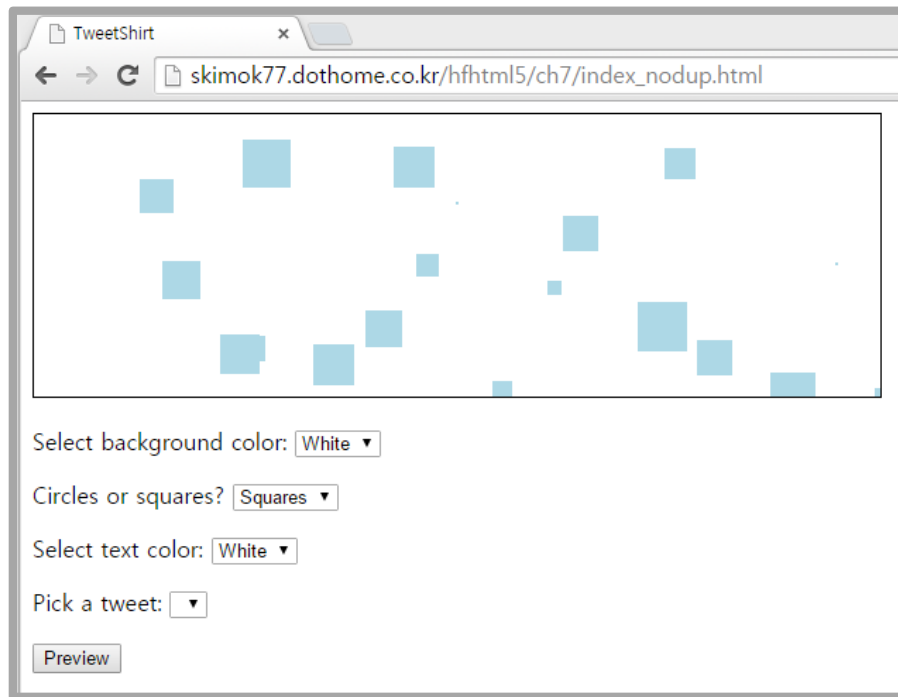 TweetShirt
skimok77.dothome.co.kr/hfhtml5/ch7/index_nodup.html
Select background color: White
Circles or squares? Squares
Select text color: White
Pick a tweet:
Preview